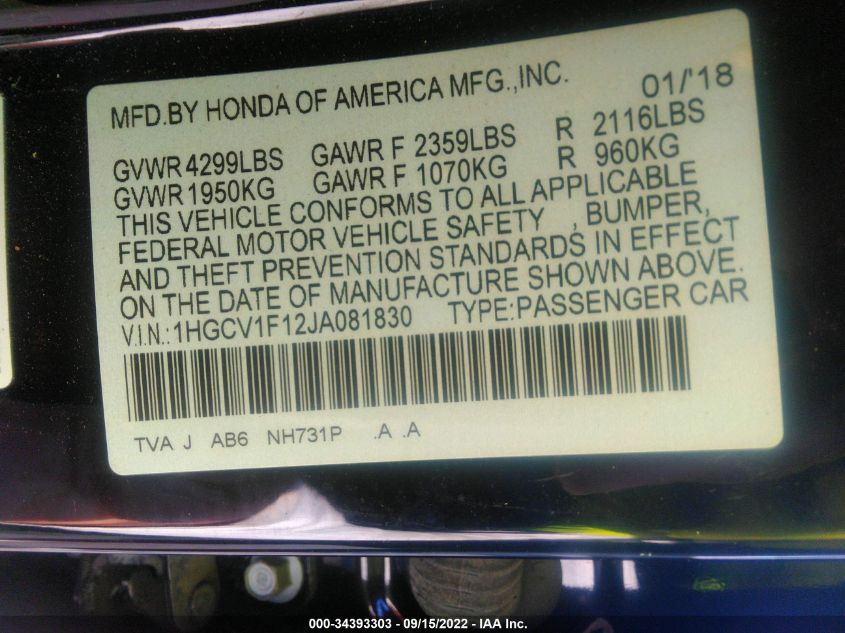 MFD.BY HONDA OF AMERICA MFG.,INC. 01/'18
GVWR 4299LBS GAWR F 2359LBS R 2116LBS
GVWR 1950KG GAWR F 1070KG R 960KG
THIS VEHICLE CONFORMS TO ALL APPLICABLE
FEDERAL MOTOR VEHICLE SAFETY , BUMPER,
AND THEFT PREVENTION STANDARDS IN EFFECT
ON THE DATE OF MANUFACTURE SHOWN ABOVE.
V.I.N.:1HGCV1F12JA081830 TYPE:PASSENGER CAR
TVA J AB6 NH731P .A .A
000-34393303 - 09/15/2022 - IAA Inc.